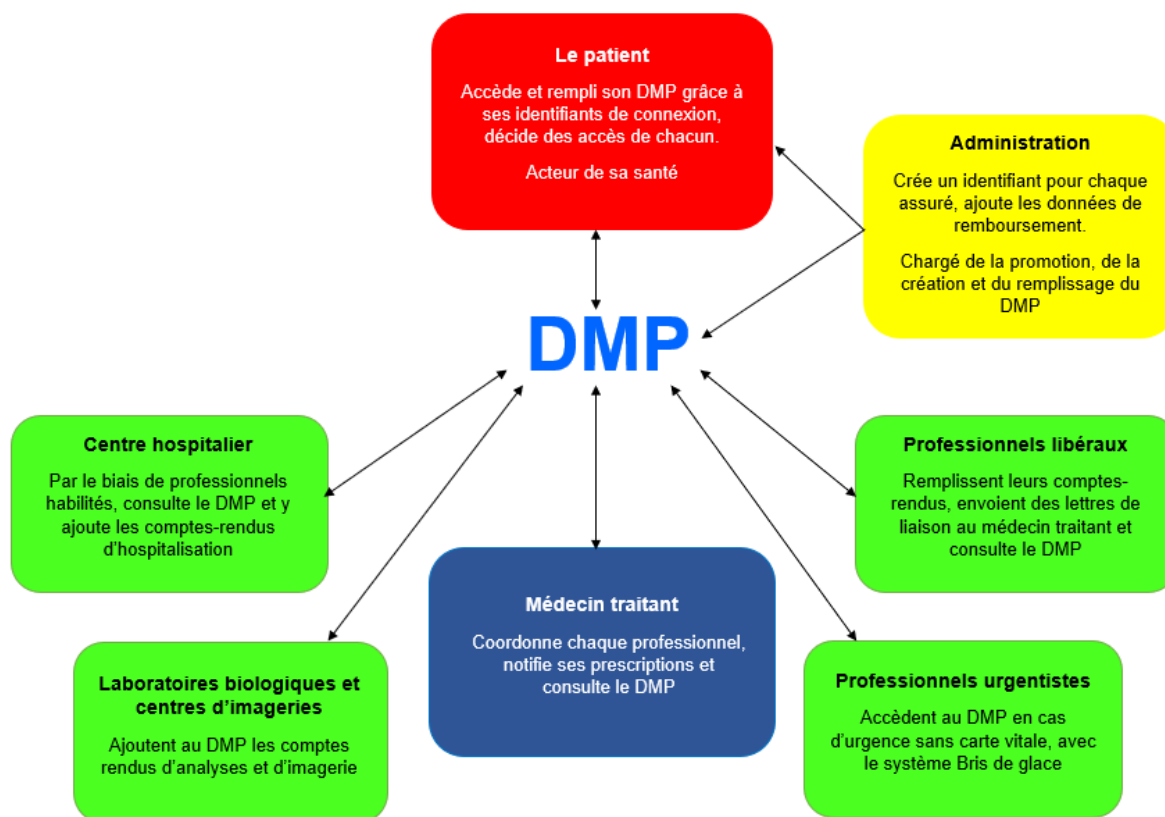 Le patient
Accède et rempli son DMP grâce à
ses identifiants de connexion,
décide des accès de chacun.
Acteur de sa santé
Administration
Crée un identifiant pour chaque
assuré, ajoute les données de
remboursement.
Chargé de la promotion, de la
création et du remplissage du
DMP
DMP
Centre hospitalier
Par le biais de professionnels
habilités, consulte le DMP et y
ajoute les comptes-rendus
d'hospitalisation
Professionnels libéraux
Remplissent leurs comptes-
rendus, envoient des lettres de
liaison au médecin traitant et
consulte le DMP
Médecin traitant
Coordonne chaque professionnel,
notifie ses prescriptions et
consulte le DMP
Laboratoires biologiques et
centres d'imageries
Ajoutent au DMP les comptes
rendus d'analyses et d'imagerie
Professionnels urgentistes
Accèdent au DMP en cas
d'urgence sans carte vitale, avec
le système Bris de glace